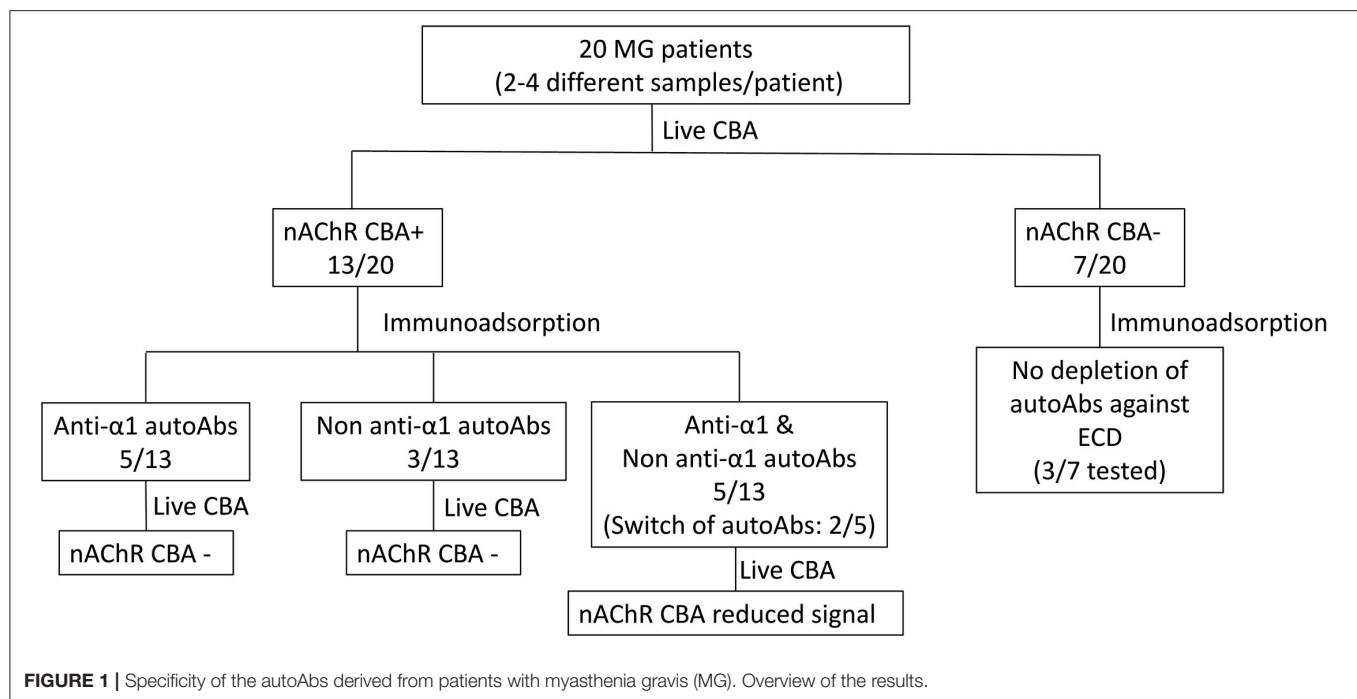 20 MG patients
(2-4 different samples/patient)
Live CBA
nAChR CBA+
13/20
nAChR CBA-
7/20
Immunoadsorption
Immunoadsorption
Anti-α1 autoAbs
5/13
Non anti-α1 autoAbs
3/13
Anti-α1 &
Non anti-α1 autoAbs
5/13
(Switch of autoAbs: 2/5)
No depletion of
autoAbs against
ECD
(3/7 tested)
Live CBA
Live CBA
Live CBA
nAChR CBA -
nAChR CBA -
nAChR CBA reduced signal
FIGURE 1 | Specificity of the autoAbs derived from patients with myasthenia gravis (MG). Overview of the results.